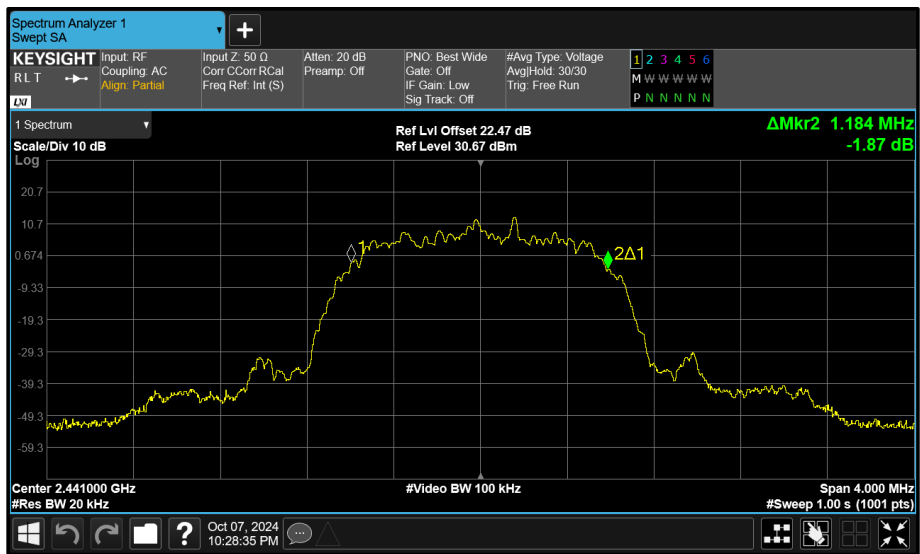 Spectrum Analyzer 1
Swept SA
+
KEYSIGHT
R L T
LXI
Input: RF
Coupling: AC
Align: Partial
Input Z: 50 Ω
Corr CCorr RCal
Freq Ref: Int (S)
Atten: 20 dB
Preamp: Off
PNO: Best Wide
Gate: Off
IF Gain: Low
Sig Track: Off
#Avg Type: Voltage
Avg|Hold: 30/30
Trig: Free Run
1 2 3 4 5 6
M W W W W W
P N N N N N
1 Spectrum
Scale/Div 10 dB
Ref Lvl Offset 22.47 dB
Ref Level 30.67 dBm
ΔMkr2 1.184 MHz
-1.87 dB
Log
20.7
10.7
0.674
-9.33
-19.3
-29.3
-39.3
-49.3
-59.3
1
2Δ1
Center 2.441000 GHz
#Res BW 20 kHz
#Video BW 100 kHz
Span 4.000 MHz
#Sweep 1.00 s (1001 pts)
?
Oct 07, 2024
10:28:35 PM